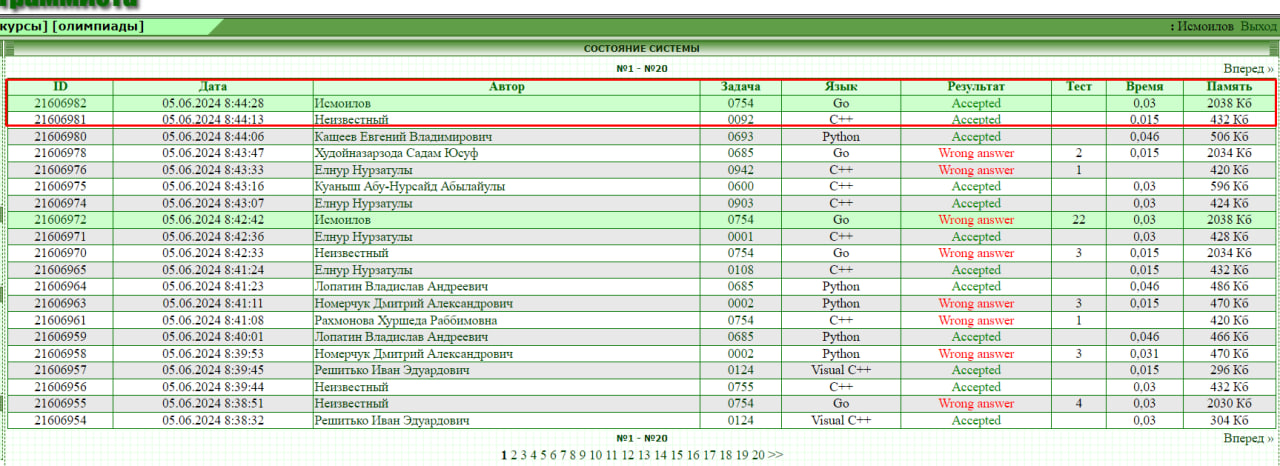 курсы] [олимпиады] : Исмоилов Выход
СОСТОЯНИЕ СИСТЕМЫ
№1 - №20 Вперед »
ID Дата Автор Задача Язык Результат Тест Время Память
21606982 05.06.2024 8:44:28 Исмоилов 0754 Go Accepted 0,03 2038 Кб
21606981 05.06.2024 8:44:13 Неизвестный 0092 C++ Accepted 0,015 432 Кб
21606980 05.06.2024 8:44:06 Кащеев Евгений Владимирович 0693 Python Accepted 0,046 506 Кб
21606978 05.06.2024 8:43:47 Худойназарзода Садам Юсуф 0685 Go Wrong answer 2 0,015 2034 Кб
21606976 05.06.2024 8:43:33 Елнур Нурзатулы 0942 C++ Wrong answer 1 420 Кб
21606975 05.06.2024 8:43:16 Куаныш Абу-Нурсайд Абылайулы 0600 C++ Accepted 0,03 596 Кб
21606974 05.06.2024 8:43:07 Елнур Нурзатулы 0903 C++ Accepted 0,03 424 Кб
21606972 05.06.2024 8:42:42 Исмоилов 0754 Go Wrong answer 22 0,03 2038 Кб
21606971 05.06.2024 8:42:36 Елнур Нурзатулы 0001 C++ Accepted 0,03 428 Кб
21606970 05.06.2024 8:42:33 Неизвестный 0754 Go Wrong answer 3 0,015 2034 Кб
21606965 05.06.2024 8:41:24 Елнур Нурзатулы 0108 C++ Accepted 0,015 432 Кб
21606964 05.06.2024 8:41:23 Лопатин Владислав Андреевич 0685 Python Accepted 0,046 486 Кб
21606963 05.06.2024 8:41:11 Номерчук Дмитрий Александрович 0002 Python Wrong answer 3 0,015 470 Кб
21606961 05.06.2024 8:41:08 Рахмонова Хуршеда Раббимовна 0754 C++ Wrong answer 1 420 Кб
21606959 05.06.2024 8:40:01 Лопатин Владислав Андреевич 0685 Python Accepted 0,046 466 Кб
21606958 05.06.2024 8:39:53 Номерчук Дмитрий Александрович 0002 Python Wrong answer 3 0,031 470 Кб
21606957 05.06.2024 8:39:45 Решитько Иван Эдуардович 0124 Visual C++ Accepted 0,015 296 Кб
21606956 05.06.2024 8:39:44 Неизвестный 0755 C++ Accepted 0,03 432 Кб
21606955 05.06.2024 8:38:51 Неизвестный 0754 Go Wrong answer 4 0,03 2030 Кб
21606954 05.06.2024 8:38:32 Решитько Иван Эдуардович 0124 Visual C++ Accepted 0,03 304 Кб
№1 - №20 Вперед »
1 2 3 4 5 6 7 8 9 10 11 12 13 14 15 16 17 18 19 20 >>